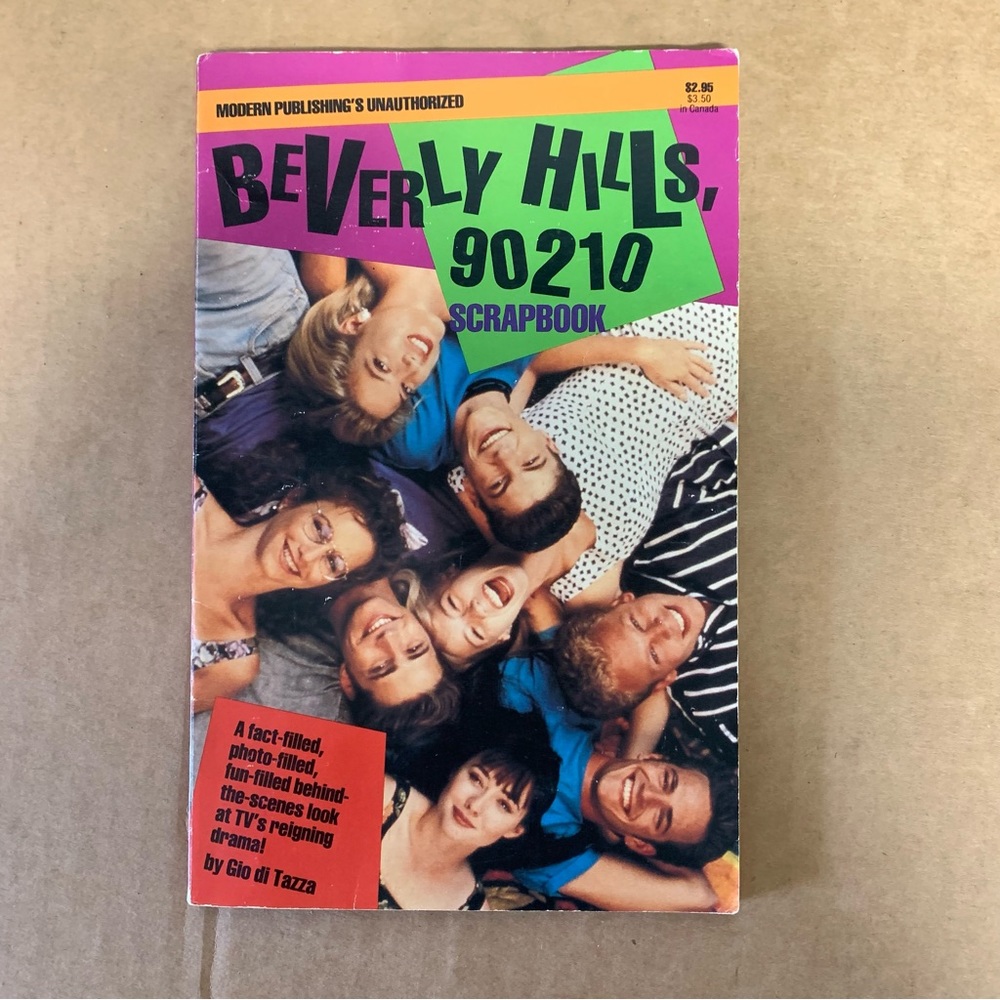 MODERN PUBLISHING'S UNAUTHORIZED
$2.95
$3.50
in Canada
BEVERLY HILLS,
90210
SCRAPBOOK
A fact-filled,
photo-filled,
fun-filled behind-
the-scenes look
at TV's reigning
drama!
by Gio di Tazza